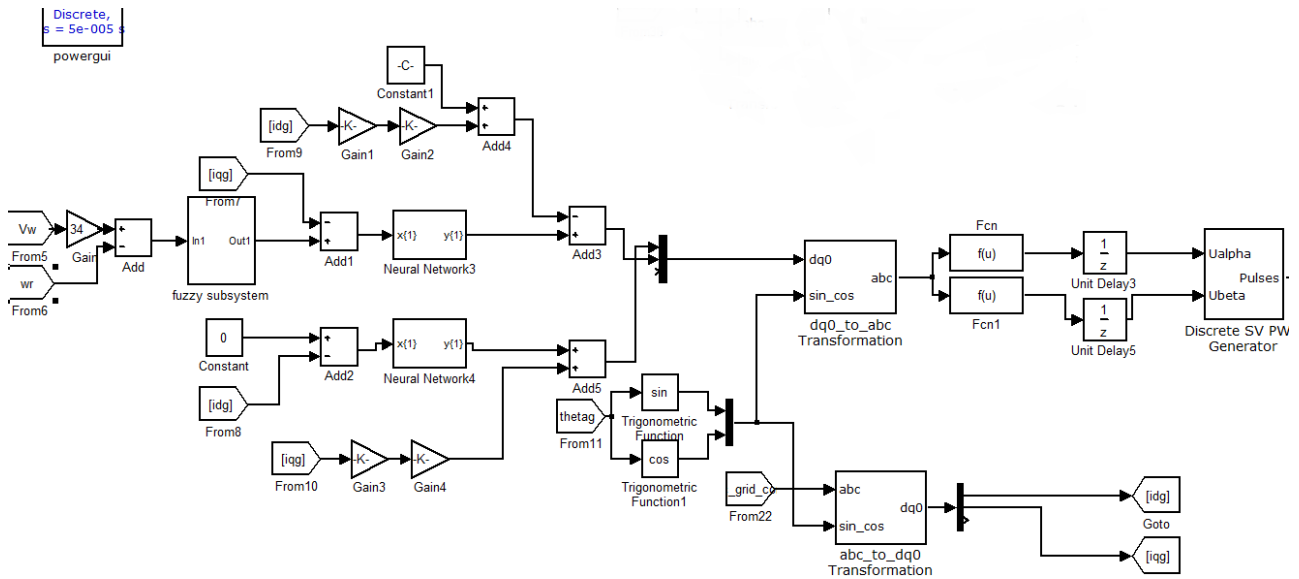 Discrete,
s = 5e-005 s
powergui
-C-
Constant1
[idg]
From9
-K-
Gain1
-K-
Gain2
+
+
Add4
[iqg]
From7
Vw
From5
34
Gain
+
-
Add
wr
From6
In1
Out1
fuzzy subsystem
-
+
Add1
x{1}
y{1}
Neural Network3
-
+
Add3
0
Constant
+
-
Add2
[idg]
From8
x{1}
y{1}
Neural Network4
+
+
Add5
[iqg]
From10
-K-
Gain3
-K-
Gain4
thetag
From11
sin
Trigonometric
Function
cos
Trigonometric
Function1
dq0
sin_cos
abc
dq0_to_abc
Transformation
Fcn
f(u)
f(u)
Fcn1
1
z
Unit Delay3
1
z
Unit Delay5
Ualpha
Ubeta
Pulses
Discrete SV PW
Generator
_grid_c
From22
abc
sin_cos
dq0
abc_to_dq0
Transformation
[idg]
Goto
[iqg]